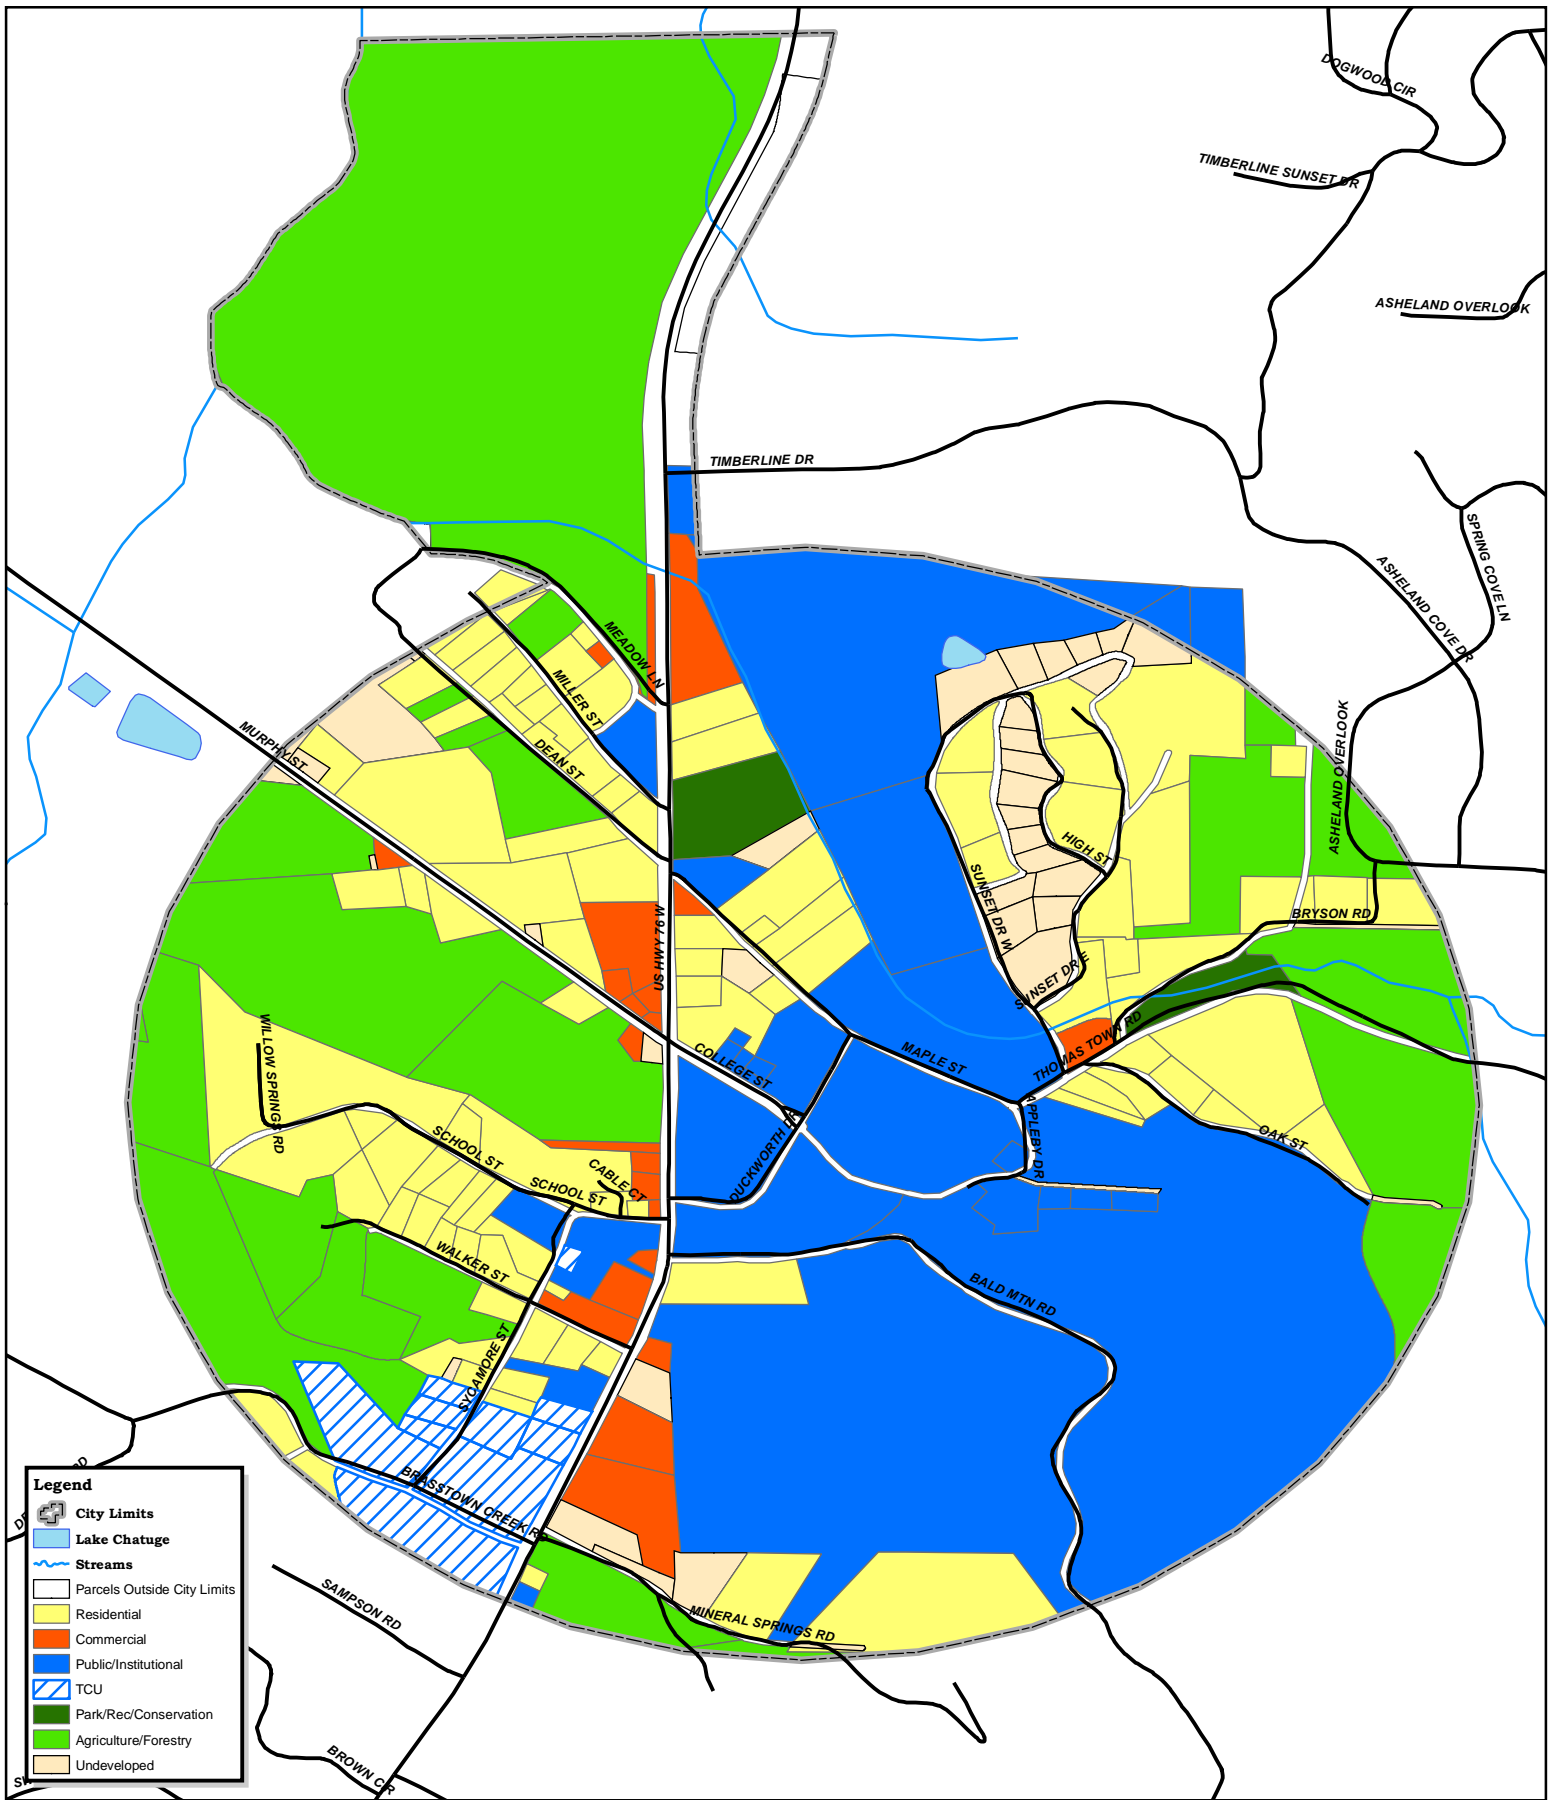 DOGWOOD CIR
TIMBERLINE SUNSET DR
ASHELAND OVERLOOK
TIMBERLINE DR
SPRING COVE LN
ASHELAND COVE DR
MEADOW LN
MILLER ST
DEAN ST
MURPHY ST
ASHELAND OVERLOOK
HIGH ST
SUNSET DR W
BRYSON RD
US HWY 76 W
SUNSET DR E
WILLOW SPRINGS RD
COLLEGE ST
MAPLE ST
THOMAS TOWN RD
APPLEBY DR
OAK ST
SCHOOL ST
CABLE CT
SCHOOL ST
DUCKWORTH DR
WALKER ST
BALD MTN RD
SYCAMORE ST
BRASSTOWN CREEK RD
SAMPSON RD
MINERAL SPRINGS RD
BROWN CIR
Legend
City Limits
Lake Chatuge
Streams
Parcels Outside City Limits
Residential
Commercial
Public/Institutional
TCU
Park/Rec/Conservation
Agriculture/Forestry
Undeveloped